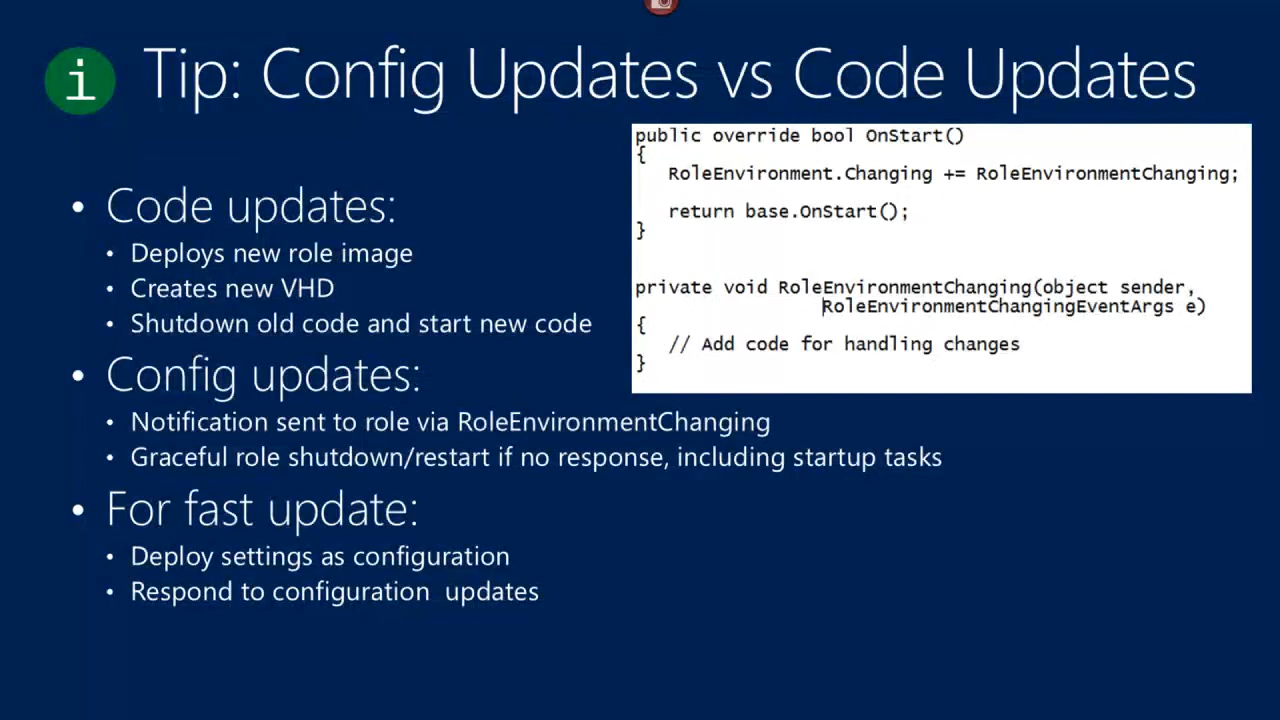 i Tip: Config Updates vs Code Updates
• Code updates:
• Deploys new role image
• Creates new VHD
• Shutdown old code and start new code
• Config updates:
• Notification sent to role via RoleEnvironmentChanging
• Graceful role shutdown/restart if no response, including startup tasks
• For fast update:
• Deploy settings as configuration
• Respond to configuration  updates
public override bool OnStart()
{
   RoleEnvironment.Changing += RoleEnvironmentChanging;
   return base.OnStart();
}
private void RoleEnvironmentChanging(object sender,
                 RoleEnvironmentChangingEventArgs e)
{
   // Add code for handling changes
}